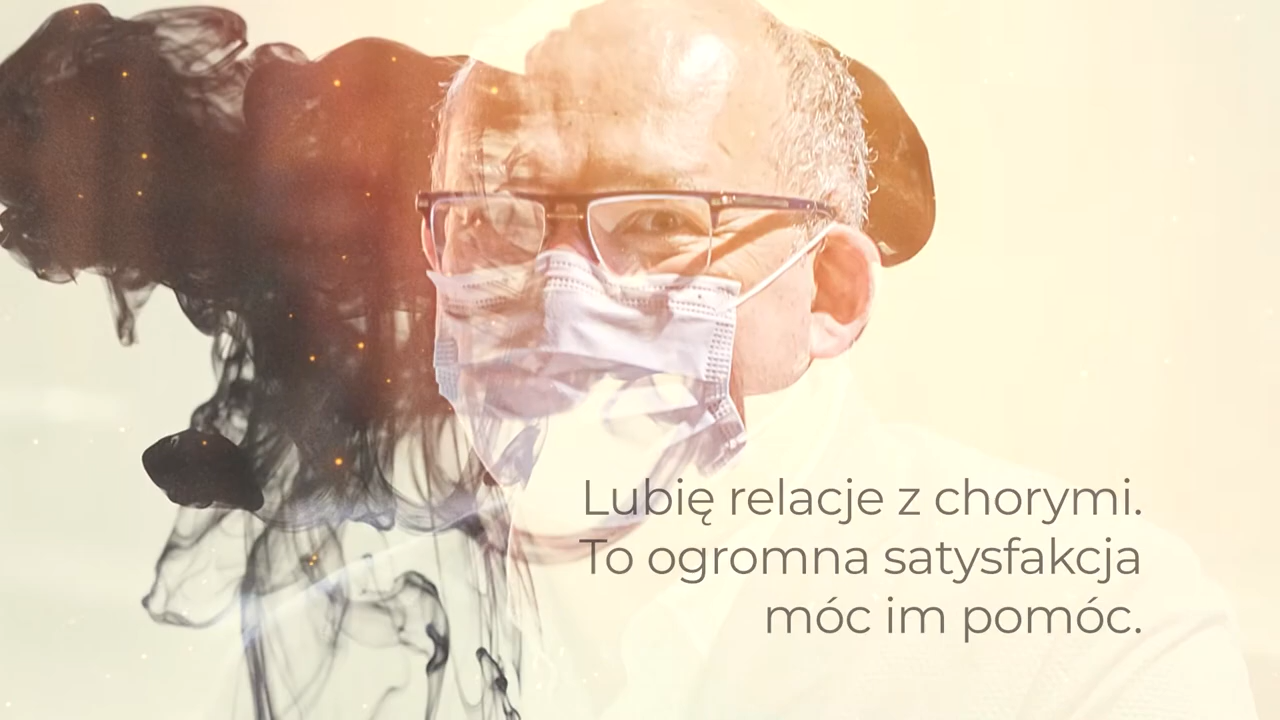 Lubię relacje z chorymi.
To ogromna satysfakcja
móc im pomóc.